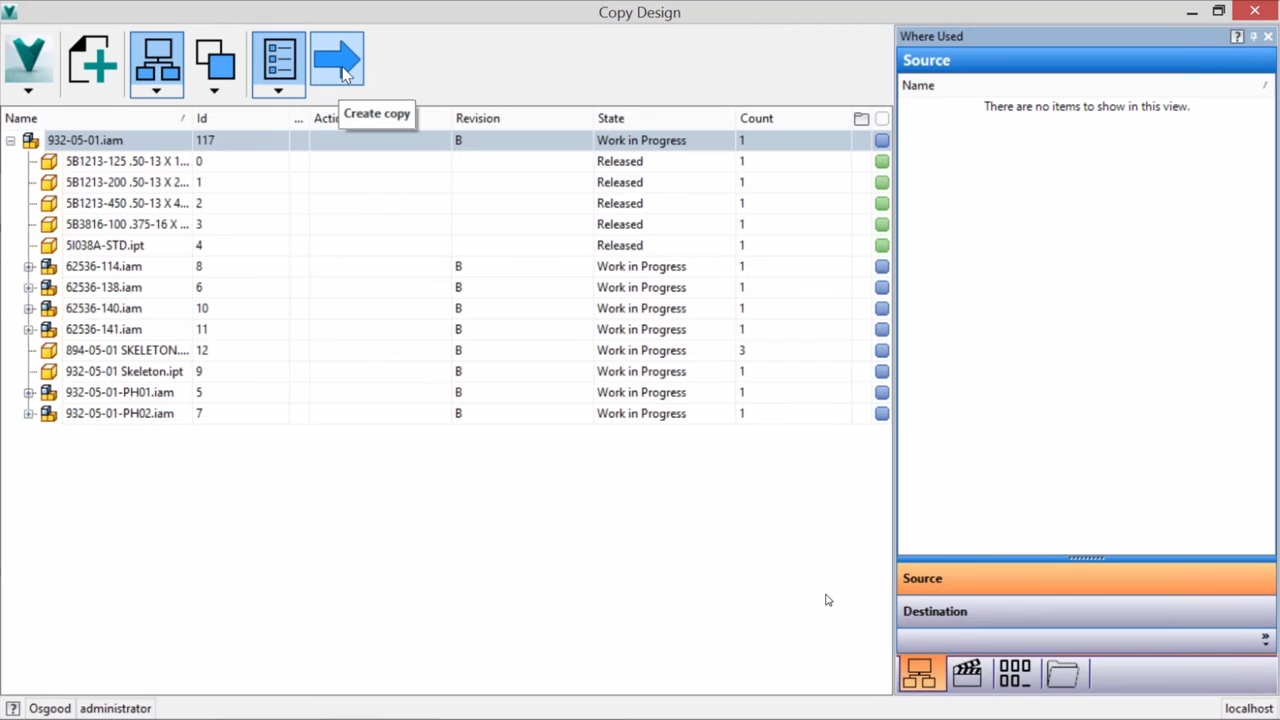 Copy Design
Create copy
Name / Id ... Actio Revision State Count
932-05-01.iam 117 B Work in Progress 1
5B1213-125 .50-13 X 1... 0 Released 1
5B1213-200 .50-13 X 2... 1 Released 1
5B1213-450 .50-13 X 4... 2 Released 1
5B3816-100 .375-16 X ... 3 Released 1
5I038A-STD.ipt 4 Released 1
62536-114.iam 8 B Work in Progress 1
62536-138.iam 6 B Work in Progress 1
62536-140.iam 10 B Work in Progress 1
62536-141.iam 11 B Work in Progress 1
894-05-01 SKELETON.... 12 B Work in Progress 3
932-05-01 Skeleton.ipt 9 B Work in Progress 1
932-05-01-PH01.iam 5 B Work in Progress 1
932-05-01-PH02.iam 7 B Work in Progress 1
Where Used
Source
Name /
There are no items to show in this view.
Source
Destination
Osgood administrator localhost